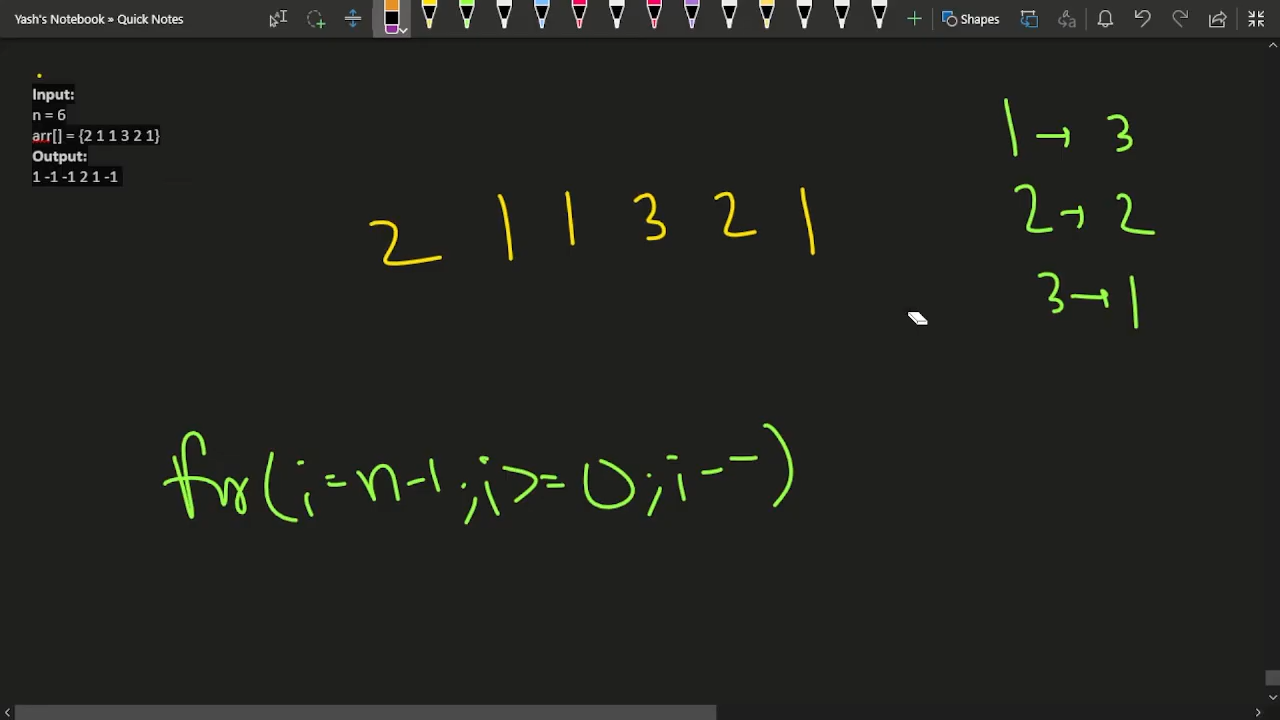 Yash's Notebook » Quick Notes
Shapes
Input:
n = 6
arr[] = {2 1 1 3 2 1}
Output:
1 -1 -1 2 1 -1
2 1 1 3 2 1
1 → 3
2 → 2
3 → 1
for(i=n-1;i>=0;i--)